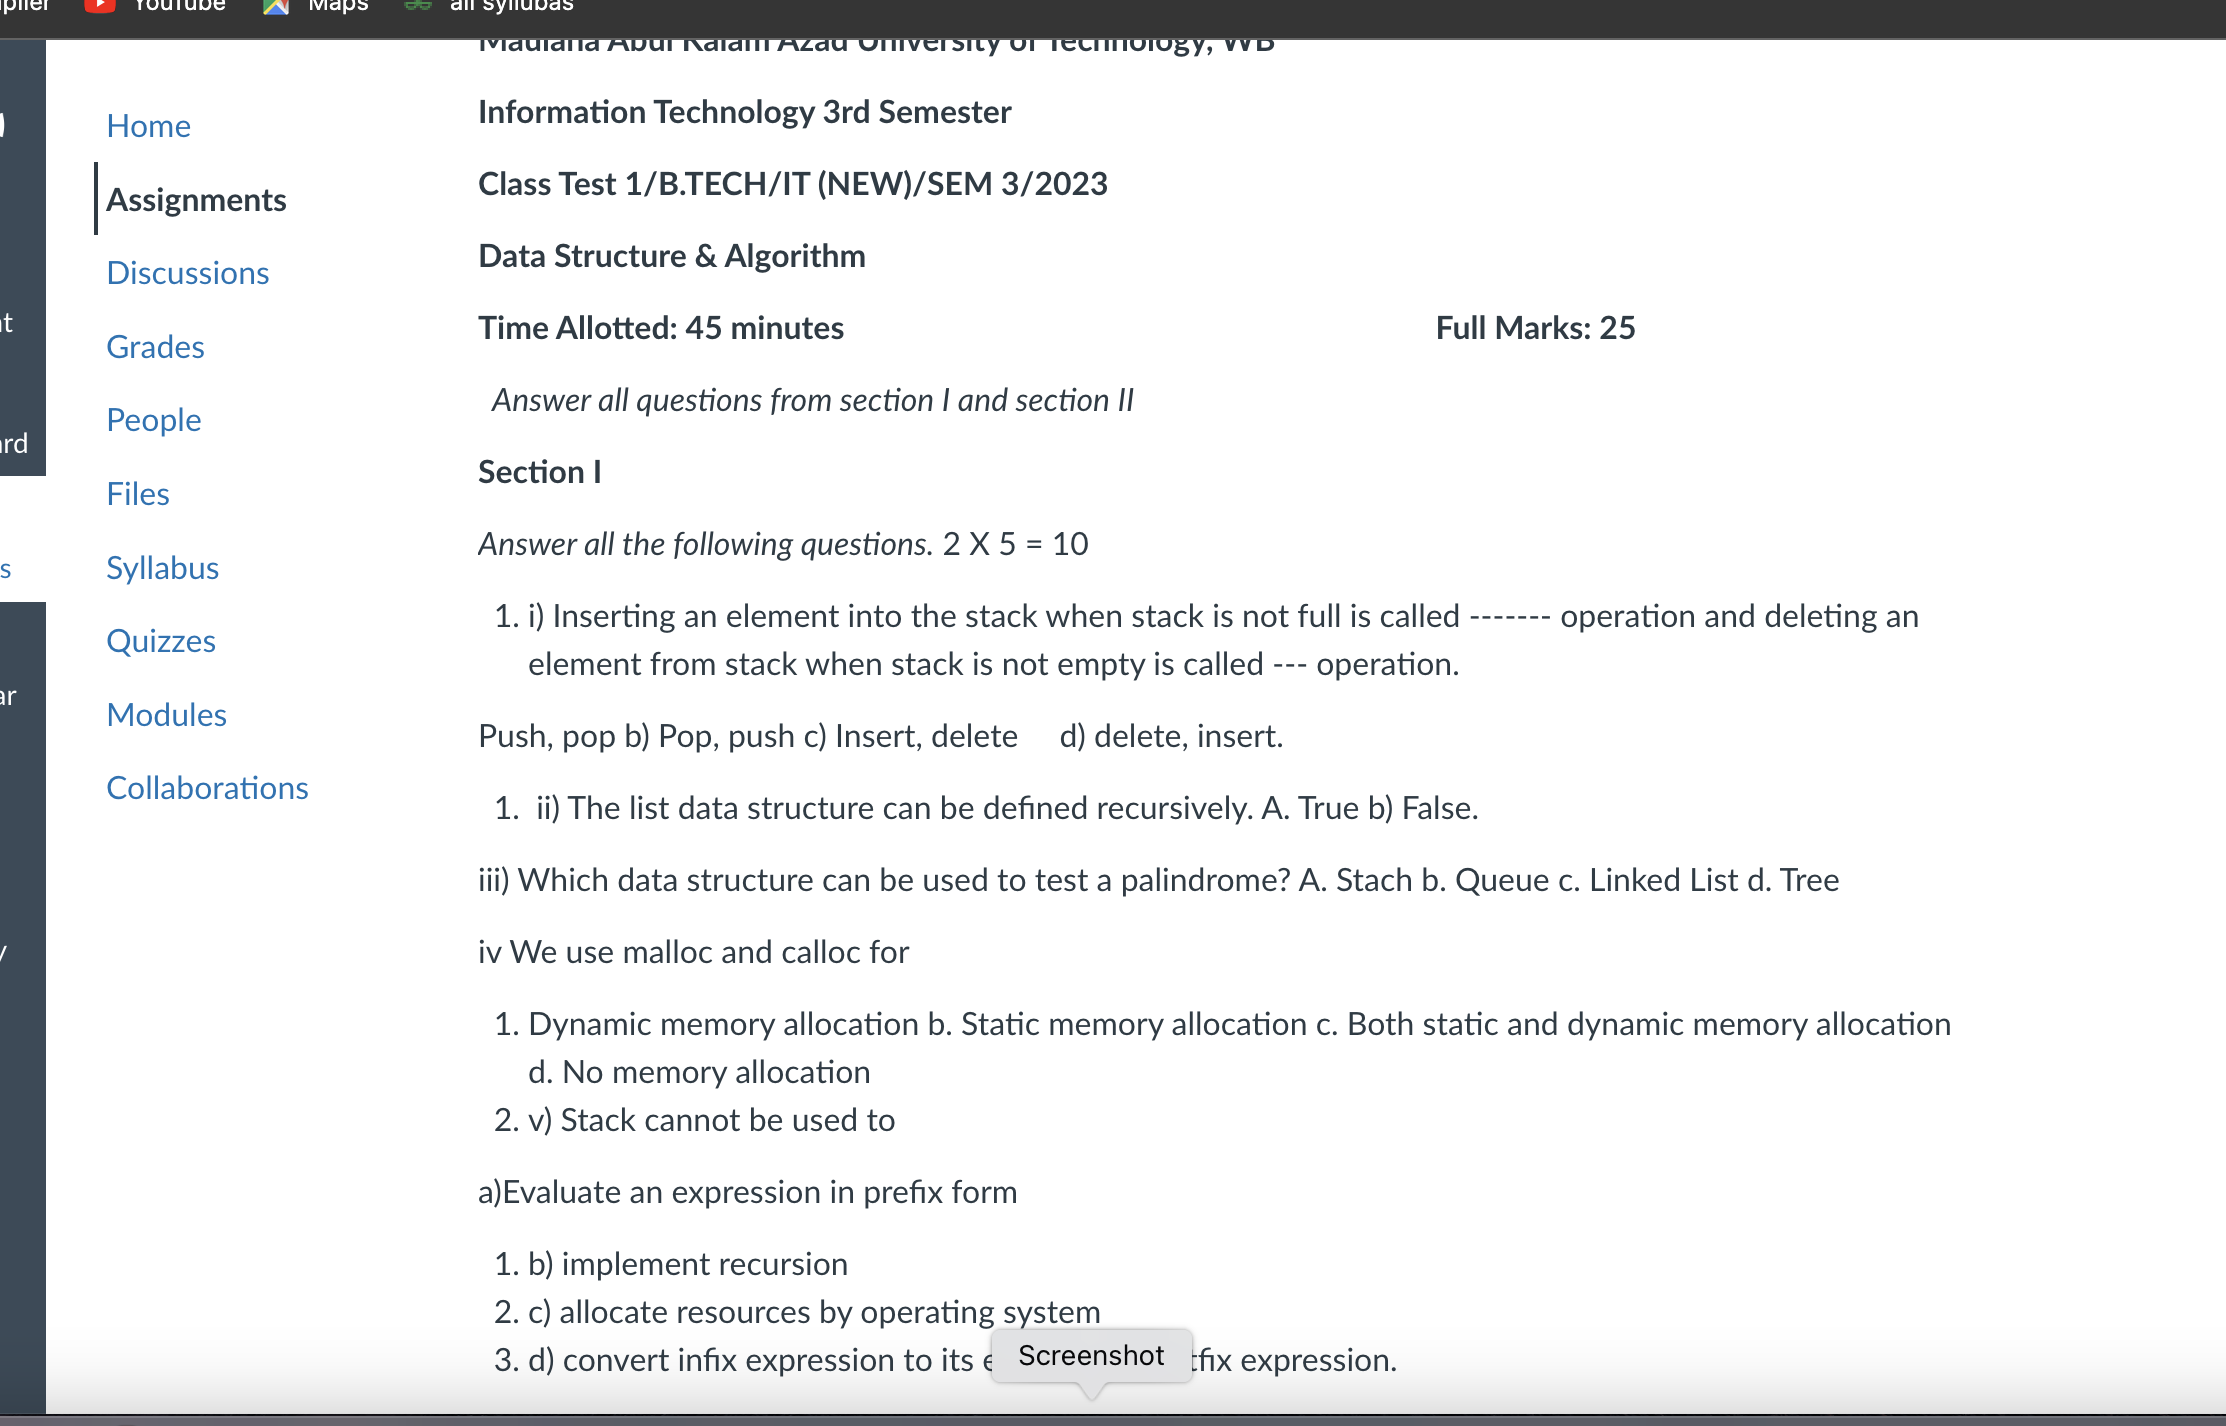 YouTube Maps all syllubas
Maulana Abul Kalam Azad University of Technology, WB
Home
Information Technology 3rd Semester
Assignments
Class Test 1/B.TECH/IT (NEW)/SEM 3/2023
Discussions
Data Structure & Algorithm
Grades
Time Allotted: 45 minutes Full Marks: 25
People
Answer all questions from section I and section II
Files
Section I
Syllabus
Answer all the following questions. 2 X 5 = 10
Quizzes
1. i) Inserting an element into the stack when stack is not full is called ------- operation and deleting an
element from stack when stack is not empty is called --- operation.
Modules
Push, pop b) Pop, push c) Insert, delete d) delete, insert.
Collaborations
1. ii) The list data structure can be defined recursively. A. True b) False.
iii) Which data structure can be used to test a palindrome? A. Stach b. Queue c. Linked List d. Tree
iv We use malloc and calloc for
1. Dynamic memory allocation b. Static memory allocation c. Both static and dynamic memory allocation
d. No memory allocation
2. v) Stack cannot be used to
a)Evaluate an expression in prefix form
1. b) implement recursion
2. c) allocate resources by operating system
3. d) convert infix expression to its e tfix expression.
Screenshot